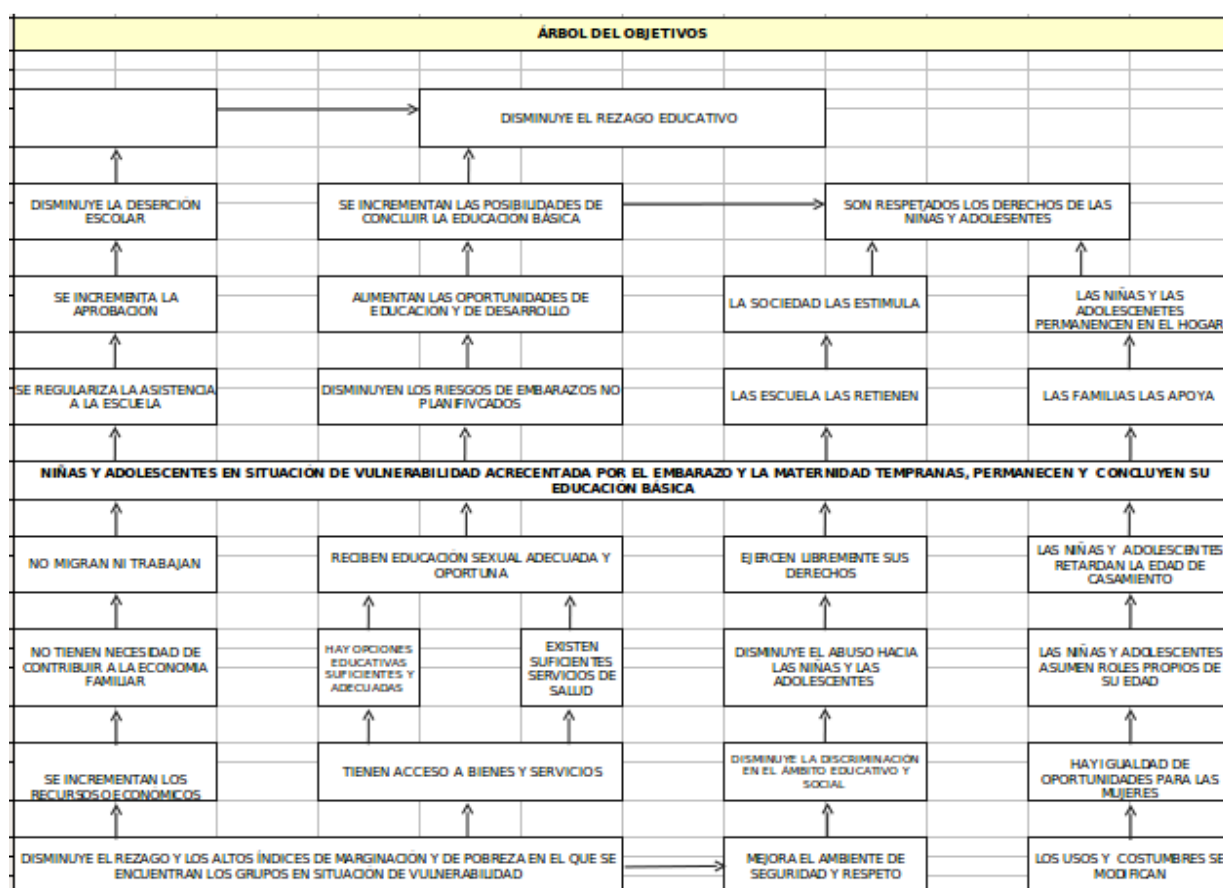 ÁRBOL DEL OBJETIVOS
DISMINUYE EL REZAGO EDUCATIVO
DISMINUYE LA DESERCIÓN
ESCOLAR
SE INCREMENTAN LAS POSIBILIDADES DE
CONCLUIR LA EDUCACION BÁSICA
SON RESPETADOS LOS DERECHOS DE LAS
NIÑAS Y ADOLESENTES
SE INCREMENTA LA
APROBACIÓN
AUMENTAN LAS OPORTUNIDADES DE
EDUCACION Y DE DESARROLLO
LA SOCIEDAD LAS ESTIMULA
LAS NIÑAS Y LAS
ADOLESCENETES
PERMANENCEN EN EL HOGAR
SE REGULARIZA LA ASISTENCIA
A LA ESCUELA
DISMINUYEN LOS RIESGOS DE EMBARAZOS NO
PLANIFIVCADOS
LAS ESCUELA LAS RETIENEN
LAS FAMILIAS LAS APOYA
NIÑAS Y ADOLESCENTES EN SITUACIÓN DE VULNERABILIDAD ACRECENTADA POR EL EMBARAZO Y LA MATERNIDAD TEMPRANAS, PERMANECEN Y CONCLUYEN SU
EDUCACIÓN BÁSICA
NO MIGRAN NI TRABAJAN
RECIBEN EDUCACIÓN SEXUAL ADECUADA Y
OPORTUNA
EJERCEN LIBREMENTE SUS
DERECHOS
LAS NIÑAS Y ADOLESCENTES
RETARDAN LA EDAD DE
CASAMIENTO
NO TIENEN NECESIDAD DE
CONTRIBUIR A LA ECONOMIA
FAMILIAR
HAY OPCIONES
EDUCATIVAS
SUFICIENTES Y
ADECUADAS
EXISTEN
SUFICIENTES
SERVICIOS DE
SALUD
DISMINUYE EL ABUSO HACIA
LAS NIÑAS Y LAS
ADOLESCENTES
LAS NIÑAS Y ADOLESCENTES
ASUMEN ROLES PROPIOS DE
SU EDAD
SE INCREMENTAN LOS
RECURSOS OECONOMICOS
TIENEN ACCESO A BIENES Y SERVICIOS
DISMINUYE LA DISCRIMINACIÓN
EN EL ÁMBITO EDUCATIVO Y
SOCIAL
HAY IGUALDAD DE
OPORTUNIDADES PARA LAS
MUJERES
DISMINUYE EL REZAGO Y LOS ALTOS ÍNDICES DE MARGINACIÓN Y DE POBREZA EN EL QUE SE
ENCUENTRAN LOS GRUPOS EN SITUACIÓN DE VULNERABILIDAD
MEJORA EL AMBIENTE DE
SEGURIDAD Y RESPETO
LOS USOS Y COSTUMBRES SE
MODIFICAN